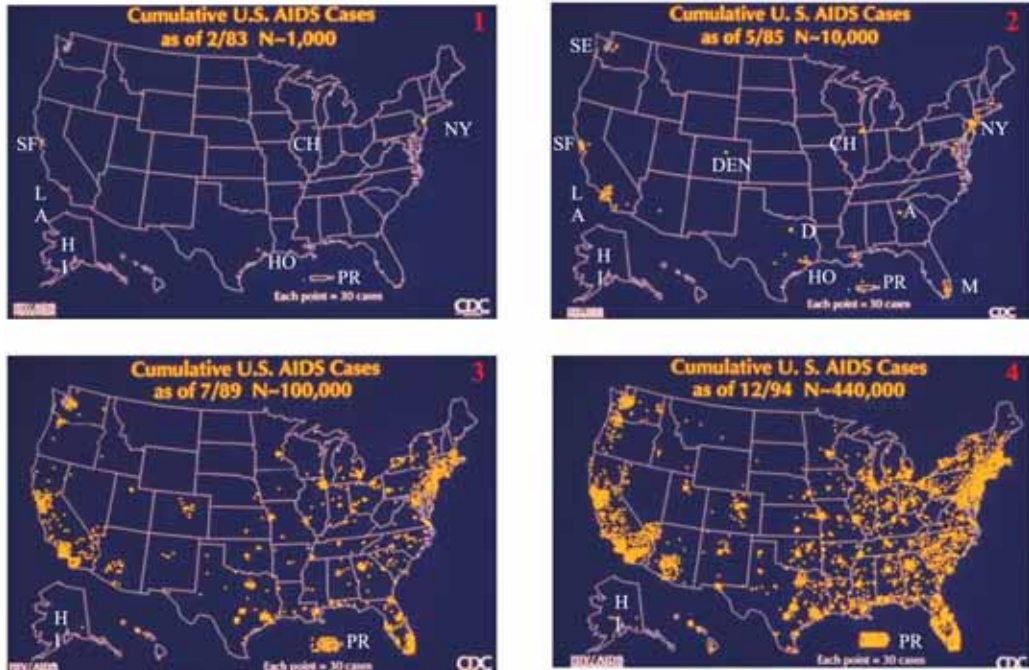 Cumulative U.S. AIDS Cases
as of 2/83 N~1,000
1
SF
CH
NY
L
A
H
I
HO
PR
Each point = 30 cases
CDC
Cumulative U.S. AIDS Cases
as of 5/85 N~10,000
2
SE
SF
DEN
CH
NY
L
A
A
D
H
I
HO
PR
M
Each point = 30 cases
CDC
Cumulative U.S. AIDS Cases
as of 7/89 N~100,000
3
H
I
PR
HIV/AIDS
Each point = 30 cases
CDC
Cumulative U. S. AIDS Cases
as of 12/94 N~440,000
4
H
I
PR
Each point = 30 cases
CDC